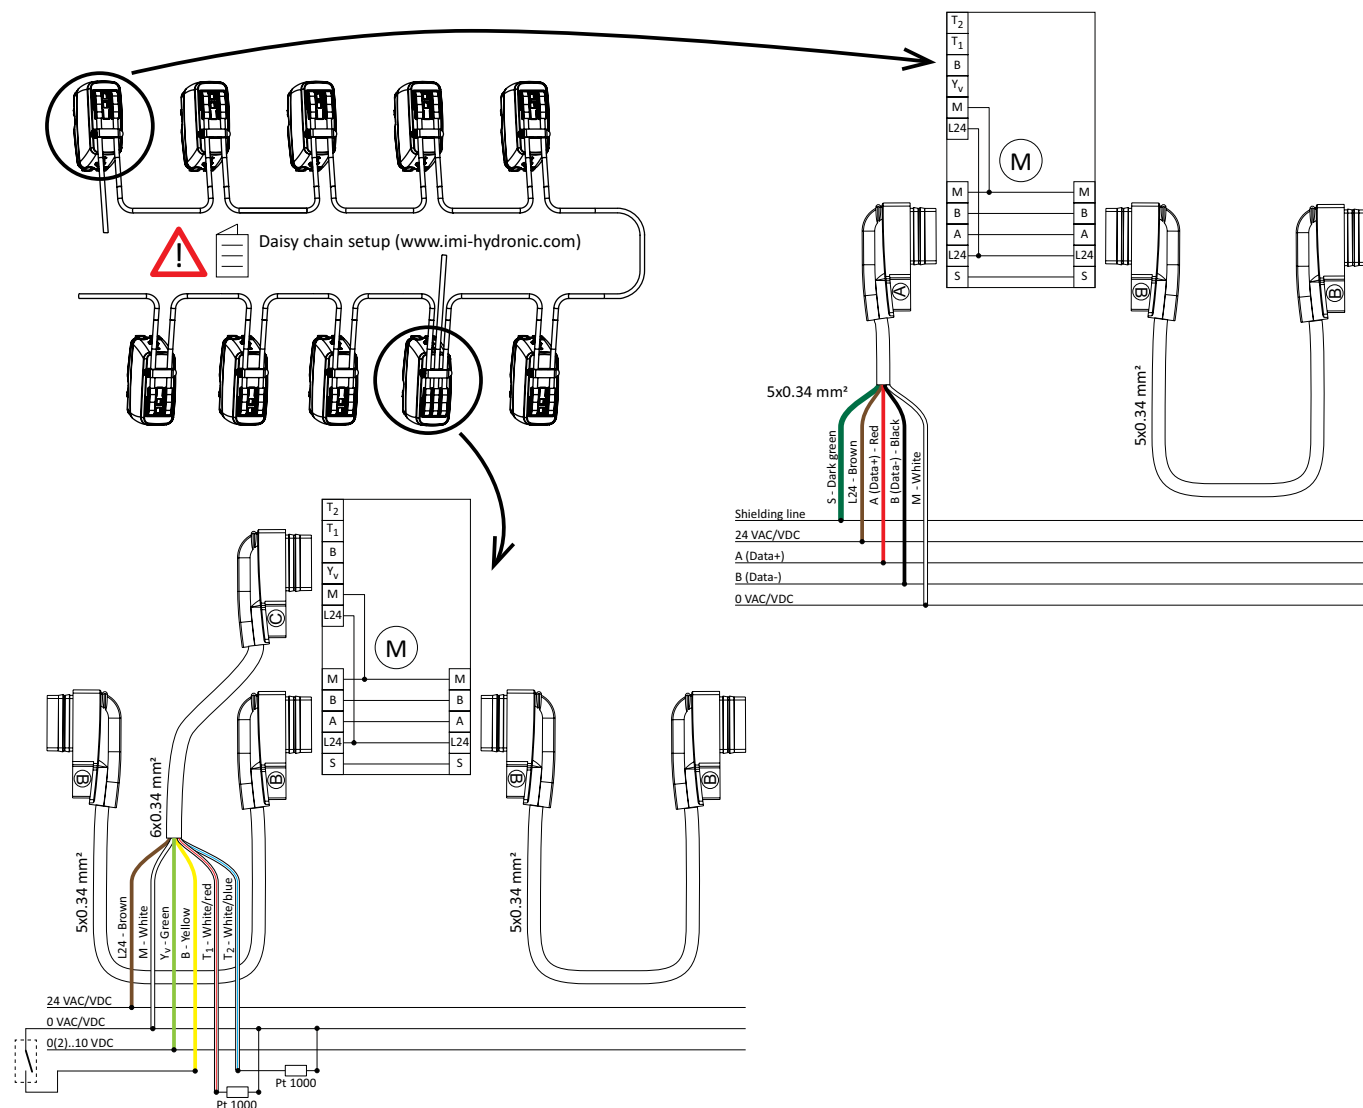 T2
T1
B
Yv
M
L24
M
M
M
B
B
A
A
L24
L24
S
S
Daisy chain setup (www.imi-hydronic.com)
A
B
B
5x0.34 mm²
5x0.34 mm²
S - Dark green
L24 - Brown
A (Data+) - Red
B (Data-) - Black
M - White
Shielding line
24 VAC/VDC
A (Data+)
B (Data-)
0 VAC/VDC
T2
T1
B
Yv
M
L24
M
M
M
B
B
A
A
L24
L24
S
S
C
B
B
B
B
6x0.34 mm²
5x0.34 mm²
5x0.34 mm²
L24 - Brown
M - White
Yv - Green
B - Yellow
T1 - White/red
T2 - White/blue
24 VAC/VDC
0 VAC/VDC
0(2)..10 VDC
Pt 1000
Pt 1000